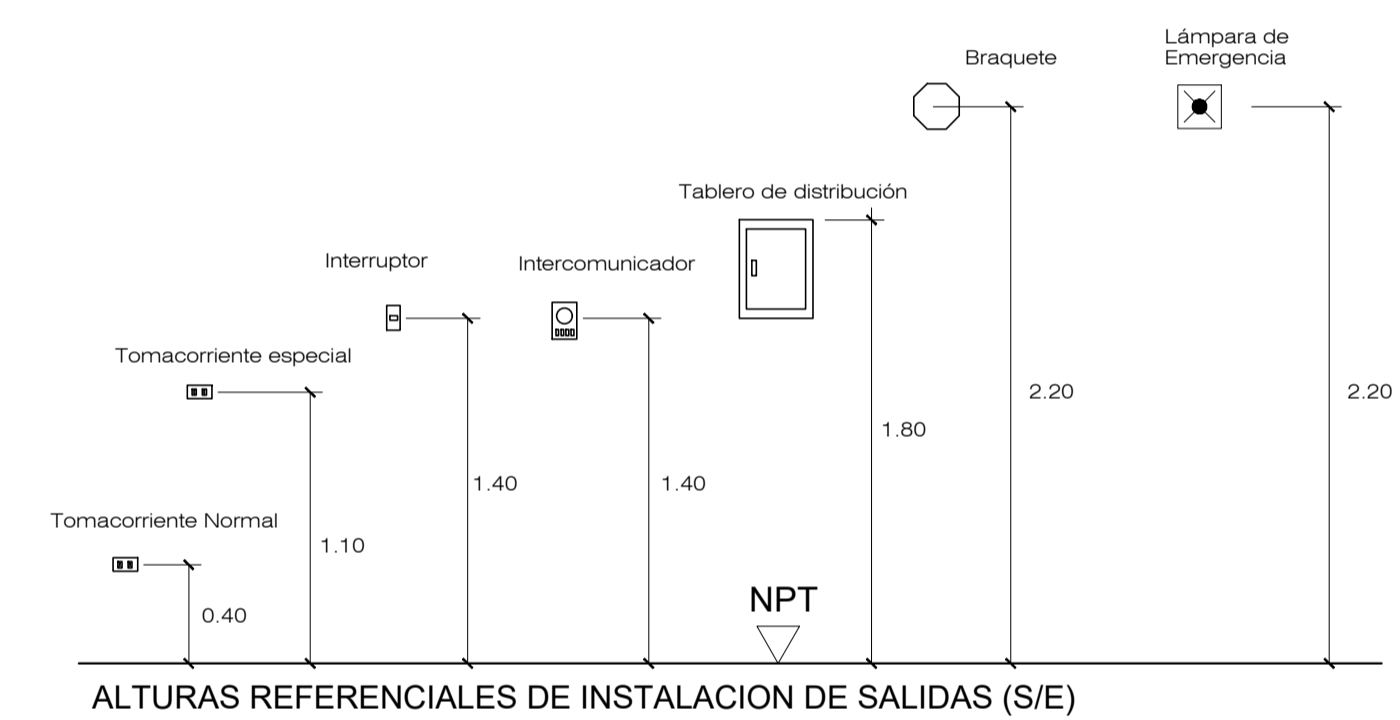 Lámpara de
Emergencia
Braquete
Tablero de distribución
Interruptor
Intercomunicador
Tomacorriente especial
2.20
2.20
1.80
1.40
1.40
Tomacorriente Normal
1.10
NPT
0.40
ALTURAS REFERENCIALES DE INSTALACION DE SALIDAS (S/E)